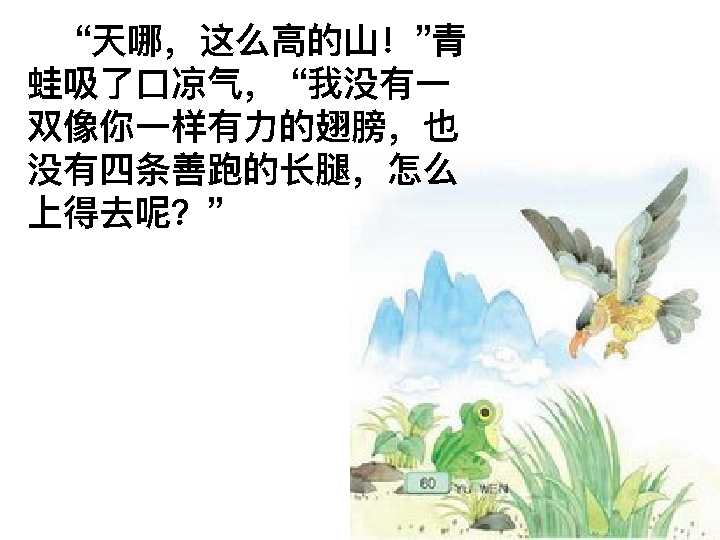 “天哪，这么高的山！”青
蛙吸了口凉气，“我没有一
双像你一样有力的翅膀，也
没有四条善跑的长腿，怎么
上得去呢？”
60 YU WEN